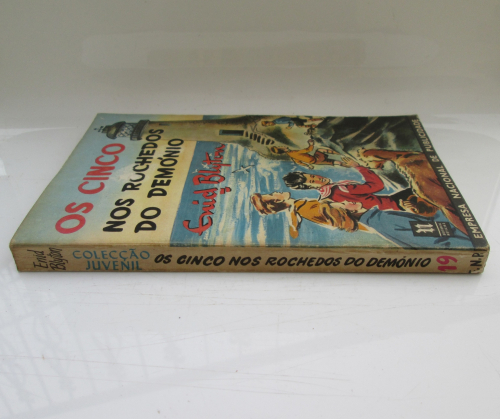 OS CINCO
NOS ROCHEDOS
DO DEMÓNIO
Enid Blyton
EMPRESA NACIONAL DE PUBLICIDADE
Enid
Blyton
COLECÇÃO
JUVENIL
OS CINCO NOS ROCHEDOS DO DEMÓNIO
19
E.N.P.